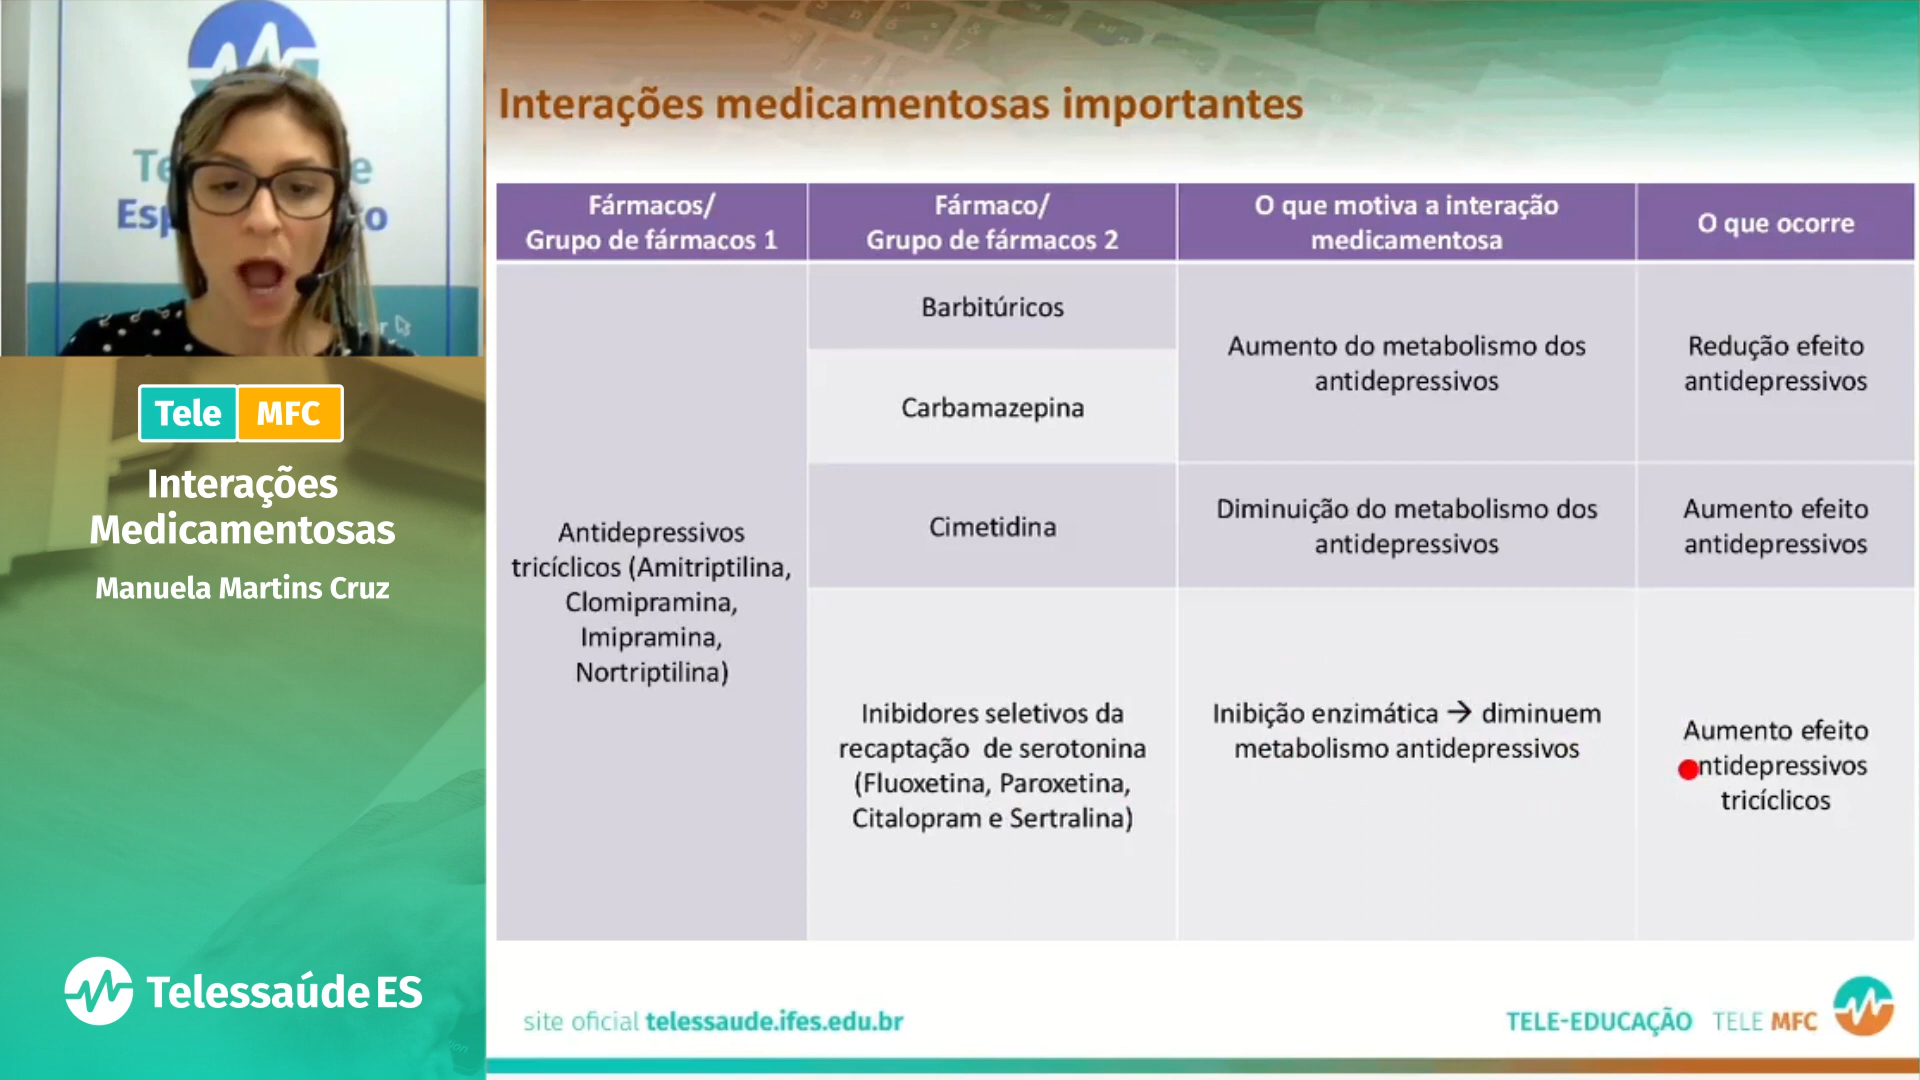 Tele MFC
Interações
Medicamentosas
Manuela Martins Cruz
Telessaúde ES
Interações medicamentosas importantes
Fármacos/
Grupo de fármacos 1
Fármaco/
Grupo de fármacos 2
O que motiva a interação
medicamentosa
O que ocorre
Antidepressivos
tricíclicos (Amitriptilina,
Clomipramina,
Imipramina,
Nortriptilina)
Barbitúricos
Carbamazepina
Aumento do metabolismo dos
antidepressivos
Redução efeito
antidepressivos
Cimetidina
Diminuição do metabolismo dos
antidepressivos
Aumento efeito
antidepressivos
Inibidores seletivos da
recaptação de serotonina
(Fluoxetina, Paroxetina,
Citalopram e Sertralina)
Inibição enzimática → diminuem
metabolismo antidepressivos
Aumento efeito
antidepressivos
tricíclicos
site oficial telessaude.ifes.edu.br
TELE-EDUCAÇÃO TELE MFC